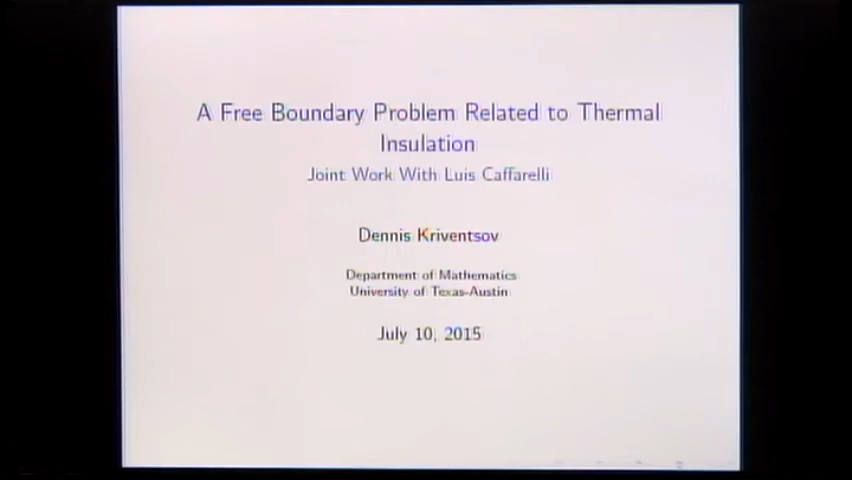 A Free Boundary Problem Related to Thermal
Insulation
Joint Work With Luis Caffarelli
Dennis Kriventsov
Department of Mathematics
University of Texas-Austin
July 10, 2015